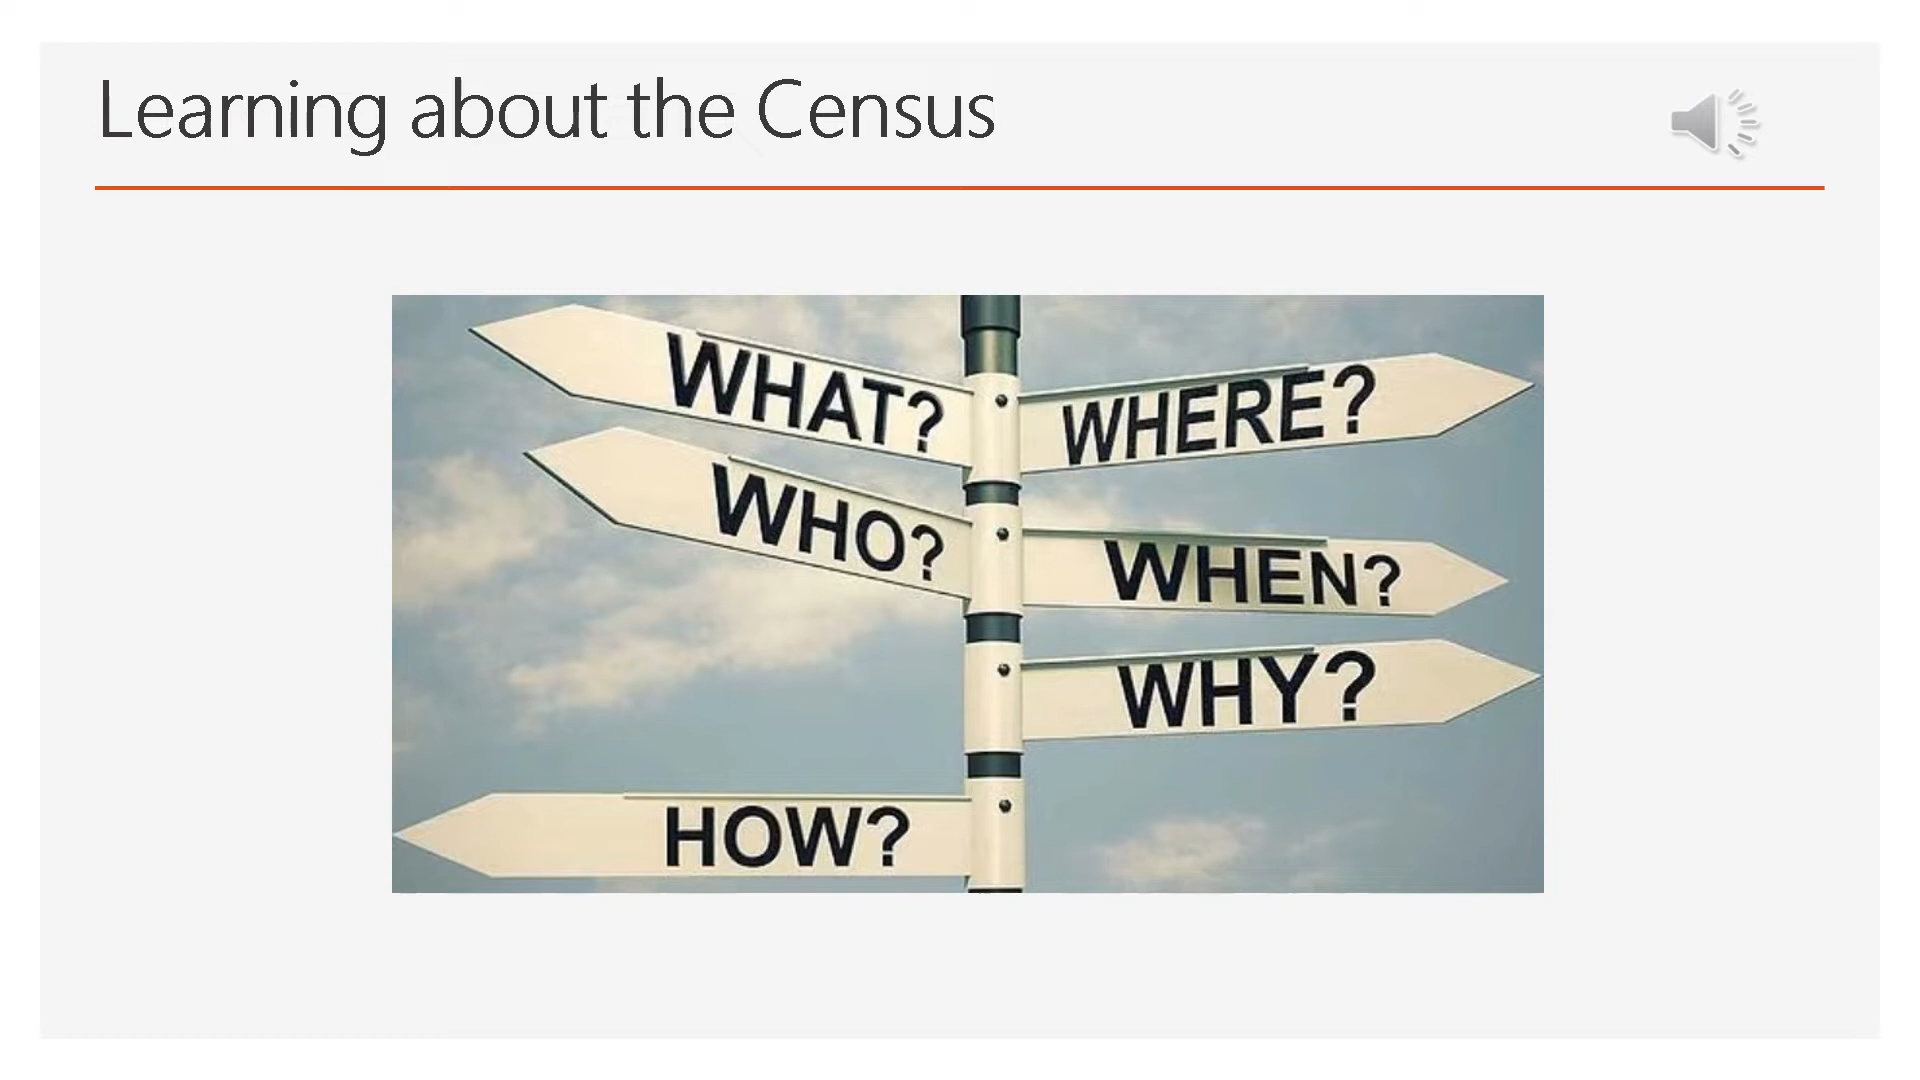 Learning about the Census
WHAT?
WHERE?
WHO?
WHEN?
WHY?
HOW?